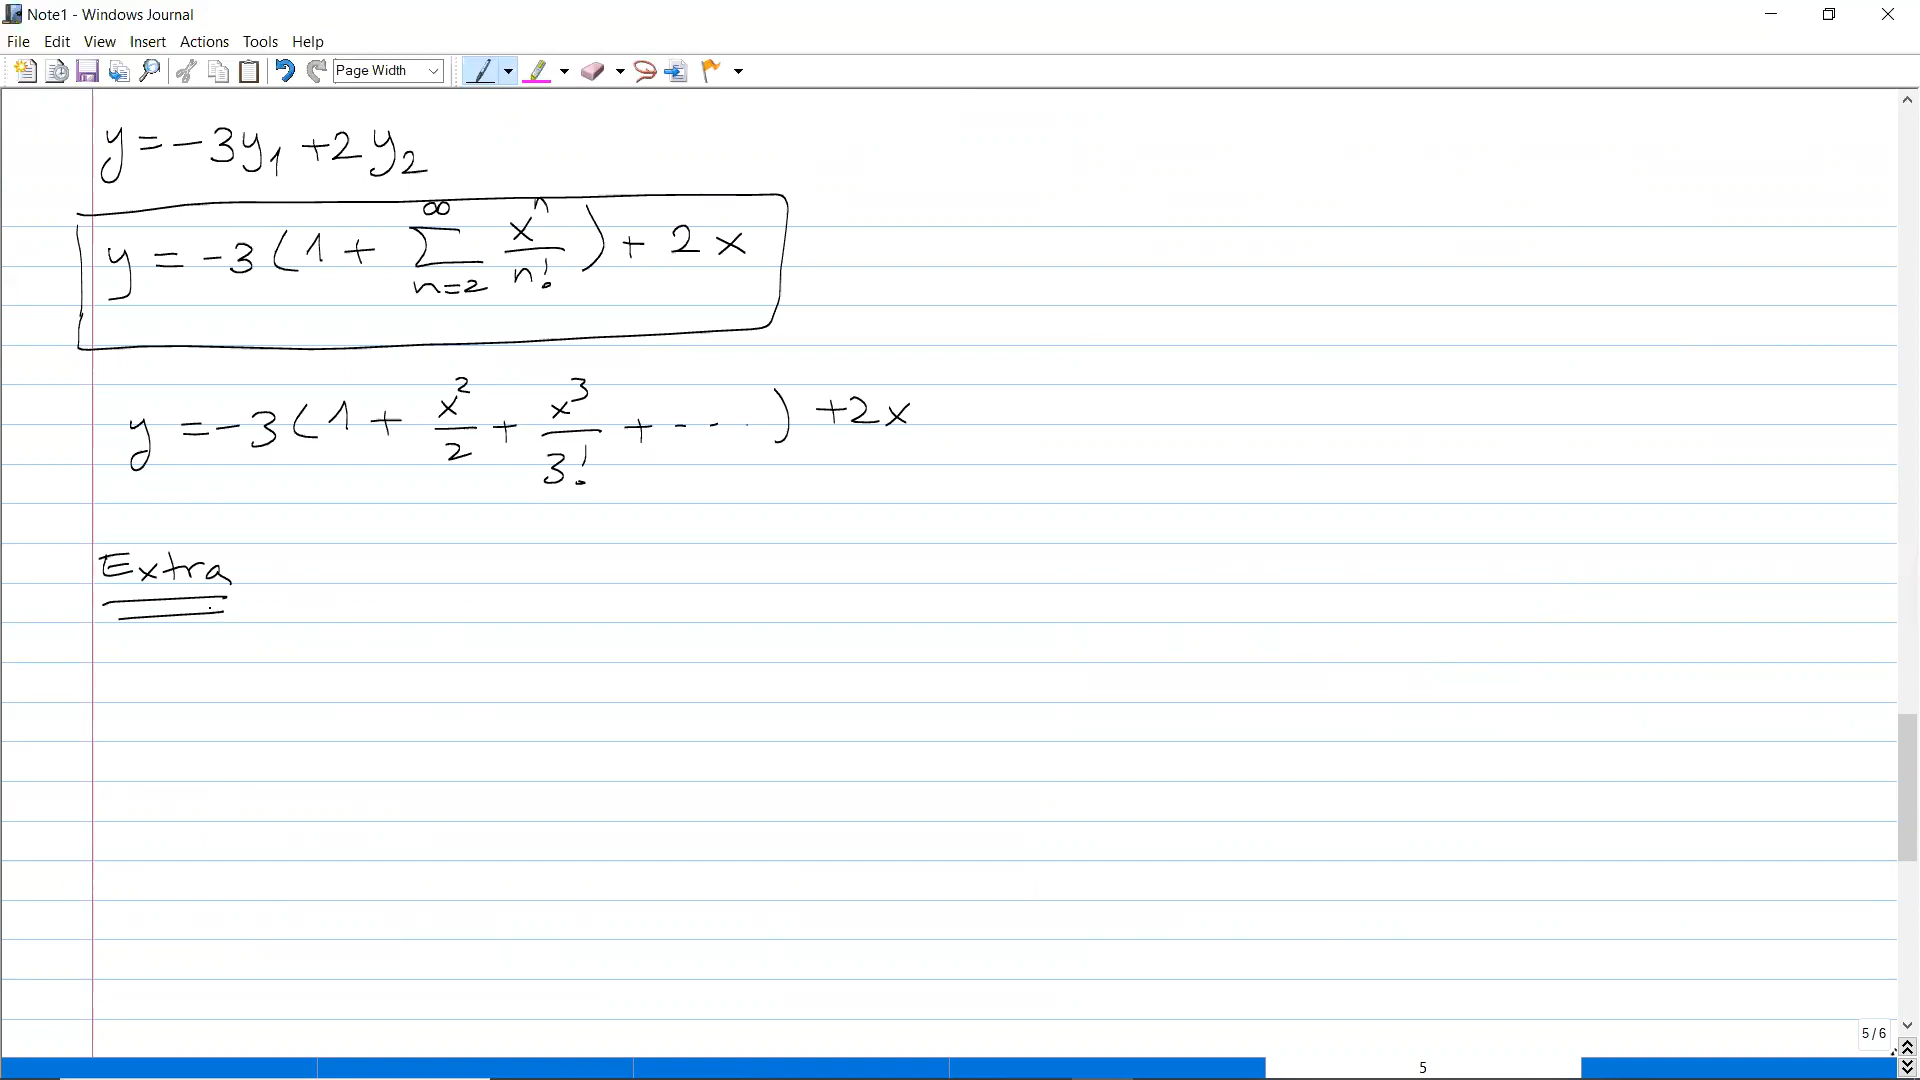 Note1 - Windows Journal
File Edit View Insert Actions Tools Help
Page Width
y = -3y₁ + 2y₂
y = -3 (1 + ∑_{n=2}^{∞} xⁿ/n!) + 2x
y = -3 (1 + x²/2 + x³/3! + ---) + 2x
Extra
5 / 6
5